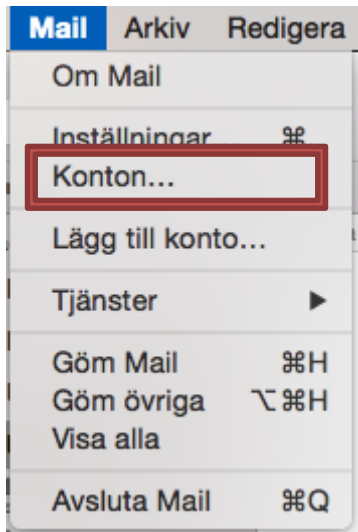 Mail Arkiv Redigera
Om Mail
Inställningar... ⌘
Konton...
Lägg till konto...
Tjänster ▶
Göm Mail ⌘H
Göm övriga ⌥⌘H
Visa alla
Avsluta Mail ⌘Q